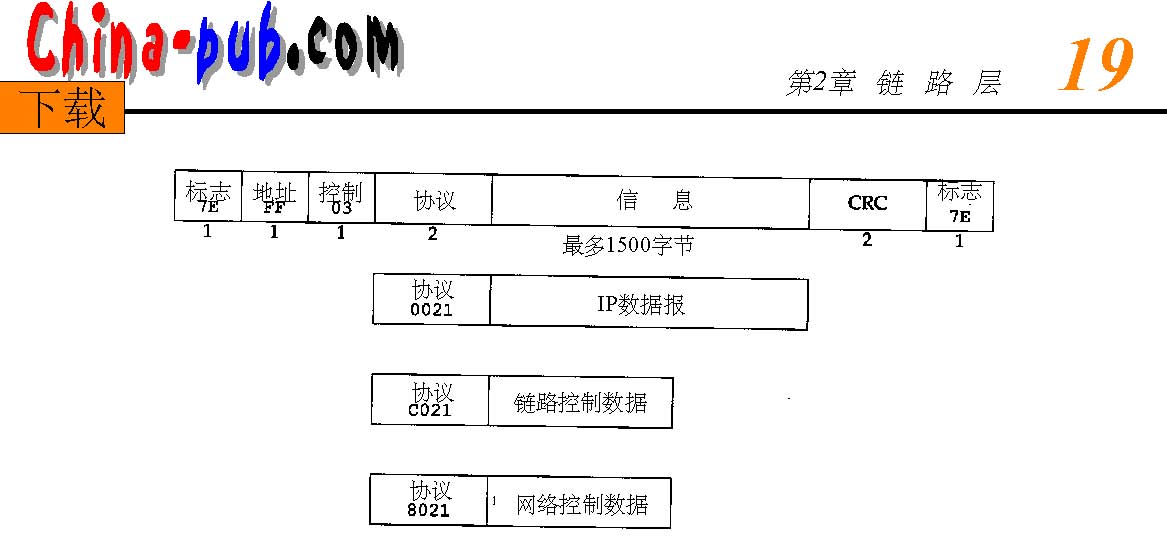 China-pub.com
第2章 链 路 层 19
下载
标志 地址 控制 协议 信 息 CRC 标志
7E FF 03 7E
1 1 1 2 最多1500字节 2 1
协议 IP数据报
0021
协议 链路控制数据
C021
协议 网络控制数据
8021